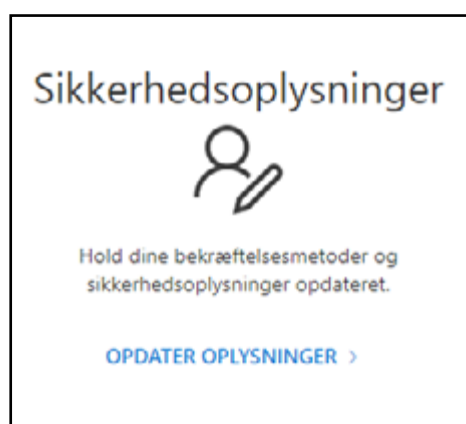 Sikkerhedsoplysninger
Hold dine bekræftelsesmetoder og
sikkerhedsoplysninger opdateret.
OPDATER OPLYSNINGER >